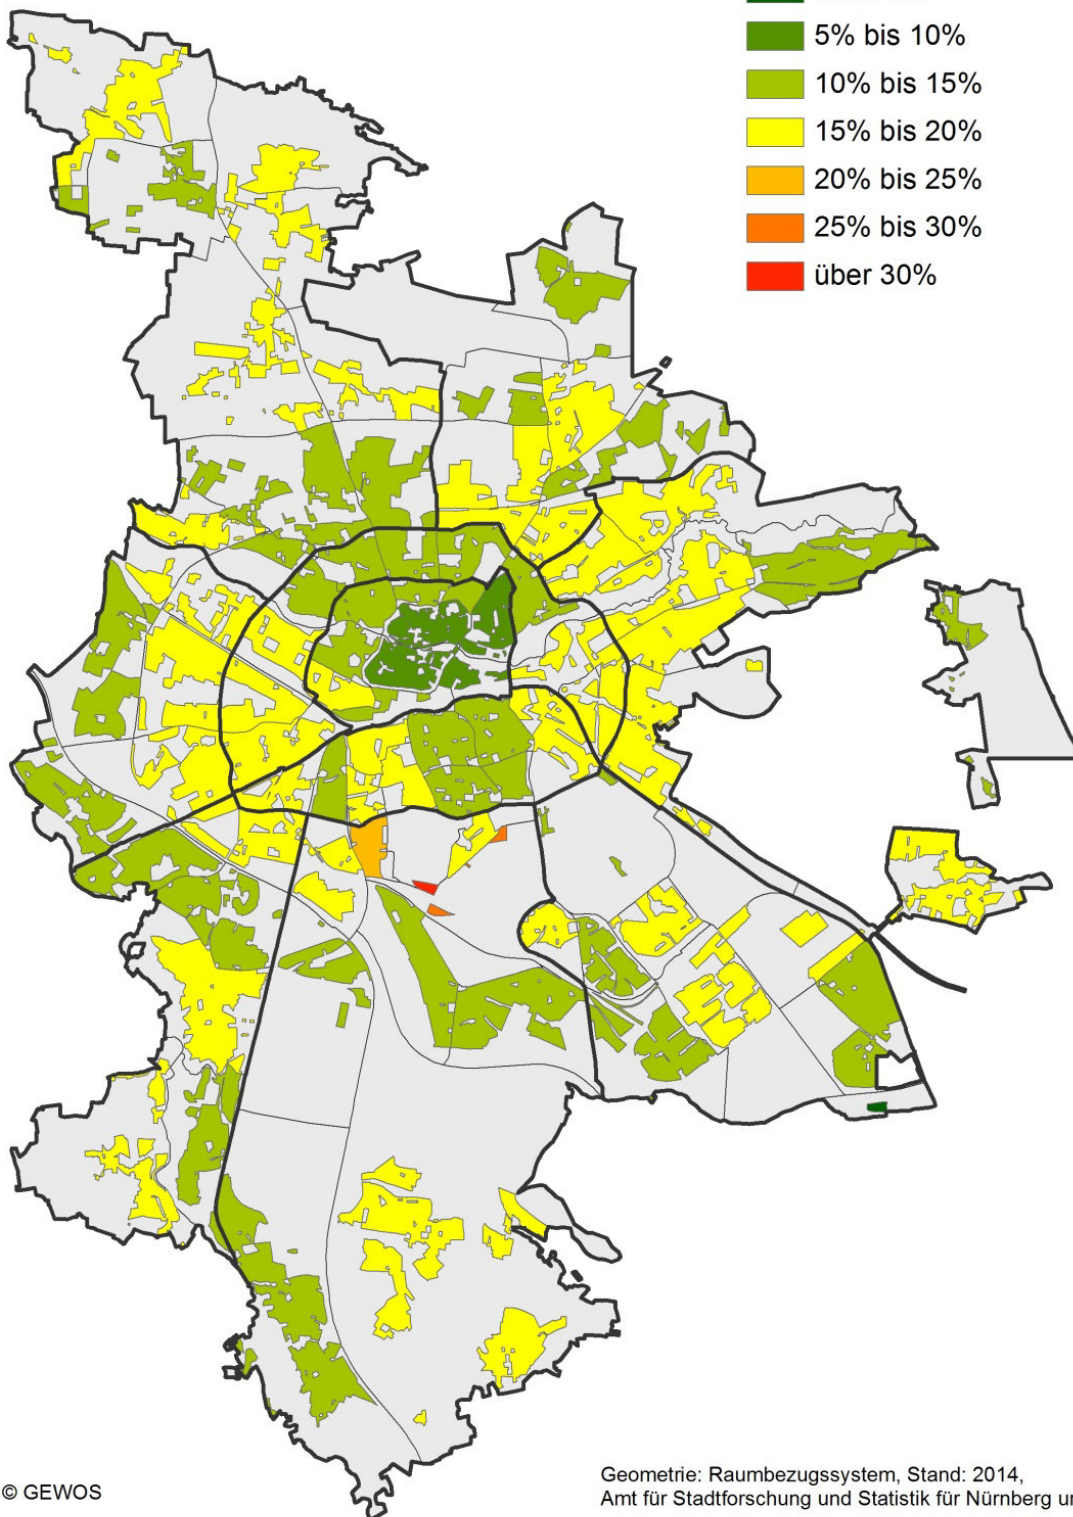 5% bis 10%
10% bis 15%
15% bis 20%
20% bis 25%
25% bis 30%
über 30%
© GEWOS
Geometrie: Raumbezugssystem, Stand: 2014,
Amt für Stadtforschung und Statistik für Nürnberg